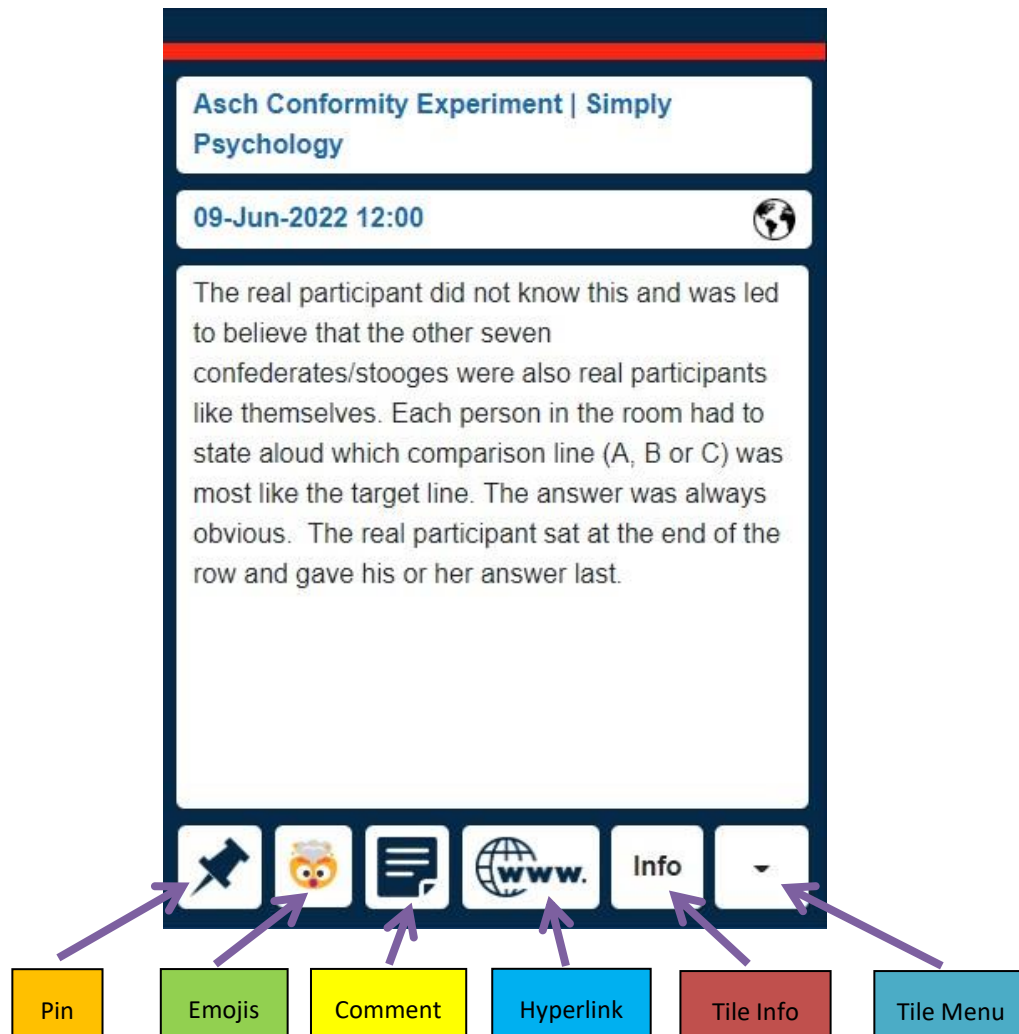 Asch Conformity Experiment | Simply
Psychology
09-Jun-2022 12:00
The real participant did not know this and was led
to believe that the other seven
confederates/stooges were also real participants
like themselves. Each person in the room had to
state aloud which comparison line (A, B or C) was
most like the target line. The answer was always
obvious.  The real participant sat at the end of the
row and gave his or her answer last.
www. Info
Pin Emojis Comment Hyperlink Tile Info Tile Menu